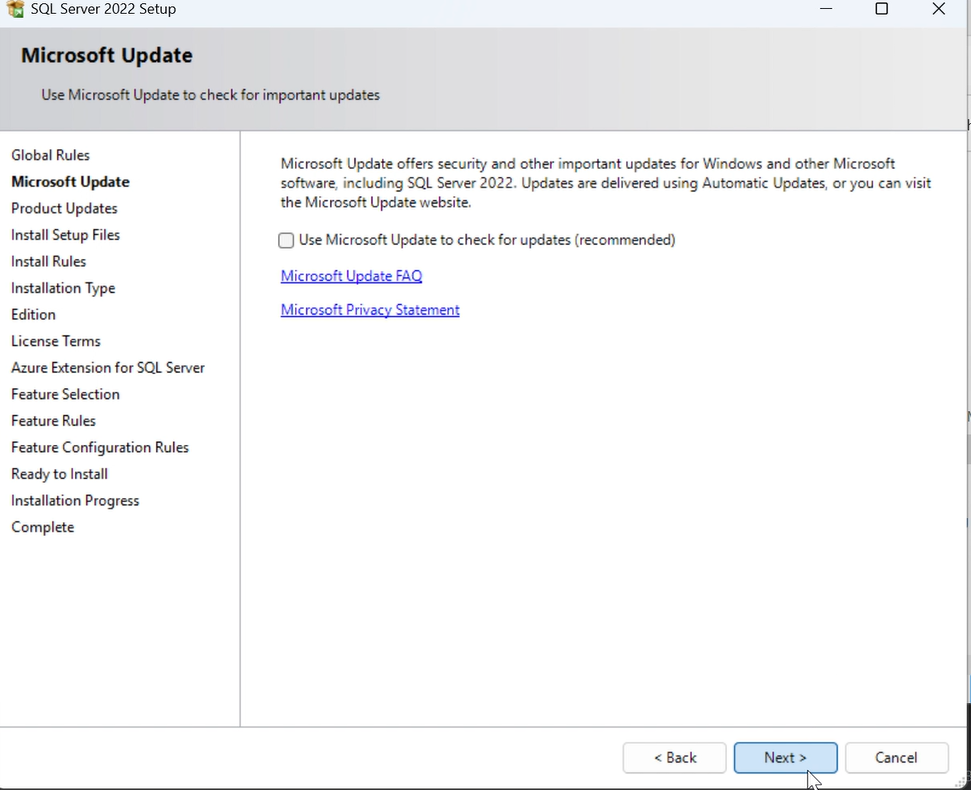 SQL Server 2022 Setup
Microsoft Update
Use Microsoft Update to check for important updates
Global Rules
Microsoft Update
Product Updates
Install Setup Files
Install Rules
Installation Type
Edition
License Terms
Azure Extension for SQL Server
Feature Selection
Feature Rules
Feature Configuration Rules
Ready to Install
Installation Progress
Complete
Microsoft Update offers security and other important updates for Windows and other Microsoft
software, including SQL Server 2022. Updates are delivered using Automatic Updates, or you can visit
the Microsoft Update website.
Use Microsoft Update to check for updates (recommended)
Microsoft Update FAQ
Microsoft Privacy Statement
< Back
Next >
Cancel